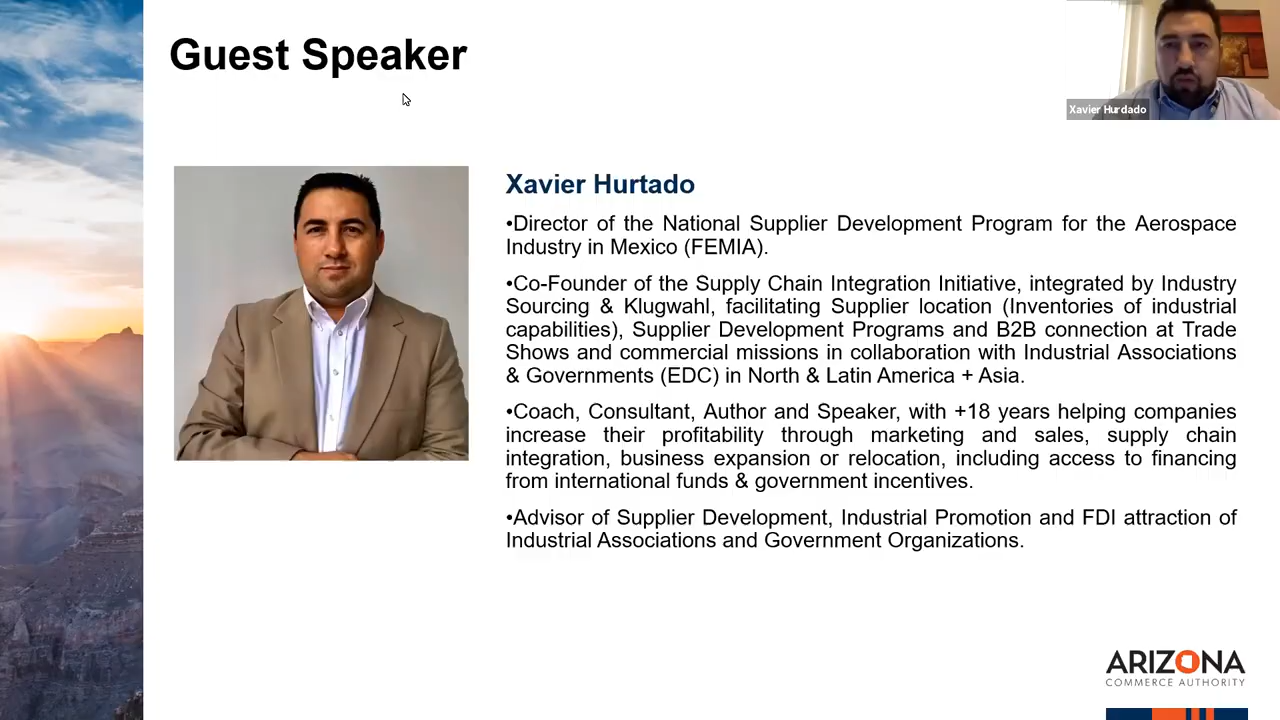 Guest Speaker
Xavier Hurdado
Xavier Hurtado
•Director of the National Supplier Development Program for the Aerospace
Industry in Mexico (FEMIA).
•Co-Founder of the Supply Chain Integration Initiative, integrated by Industry
Sourcing & Klugwahl, facilitating Supplier location (Inventories of industrial
capabilities), Supplier Development Programs and B2B connection at Trade
Shows and commercial missions in collaboration with Industrial Associations
& Governments (EDC) in North & Latin America + Asia.
•Coach, Consultant, Author and Speaker, with +18 years helping companies
increase their profitability through marketing and sales, supply chain
integration, business expansion or relocation, including access to financing
from international funds & government incentives.
•Advisor of Supplier Development, Industrial Promotion and FDI attraction of
Industrial Associations and Government Organizations.
ARIZONA
COMMERCE AUTHORITY